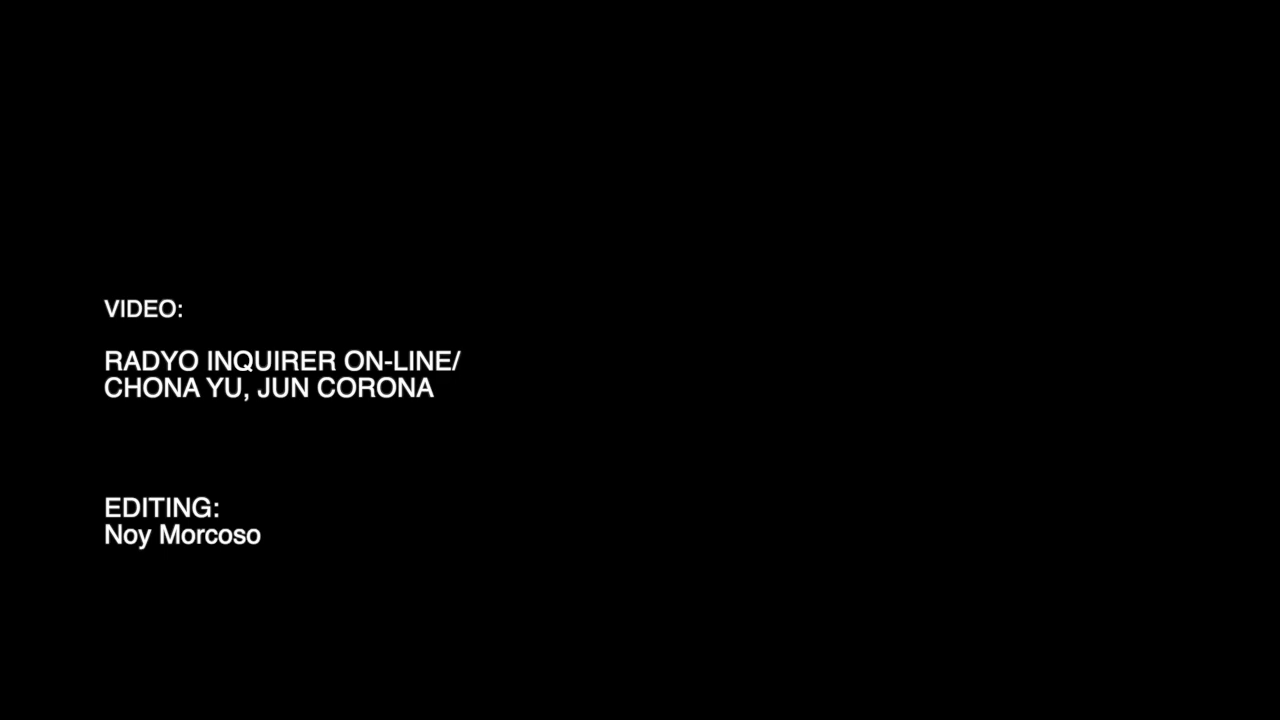 VIDEO:
RADYO INQUIRER ON-LINE/
CHONA YU, JUN CORONA
EDITING:
Noy Morcoso